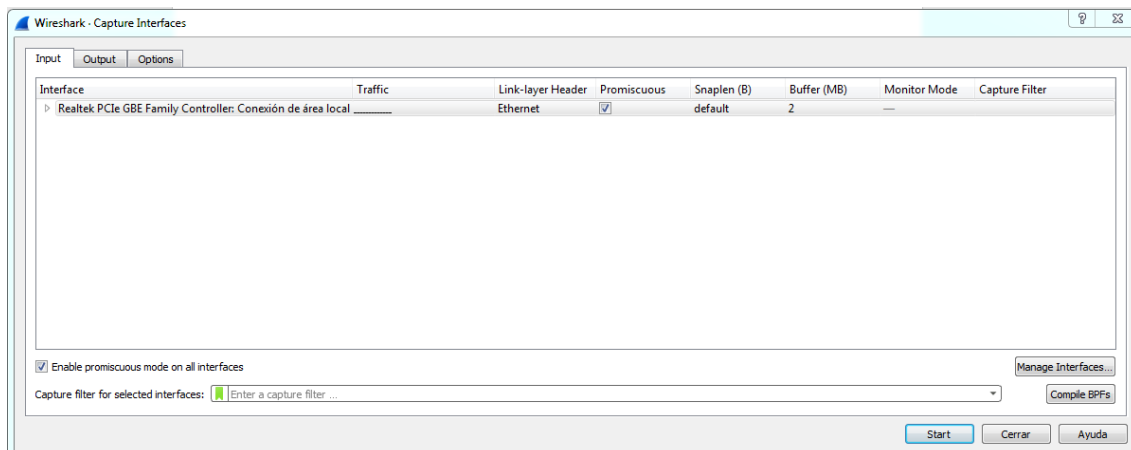 Wireshark - Capture Interfaces
Input Output Options
Interface Traffic Link-layer Header Promiscuous Snaplen (B) Buffer (MB) Monitor Mode Capture Filter
Realtek PCIe GBE Family Controller: Conexión de área local Ethernet default 2 —
Enable promiscuous mode on all interfaces Manage Interfaces...
Capture filter for selected interfaces: Enter a capture filter ... Compile BPFs
Start Cerrar Ayuda